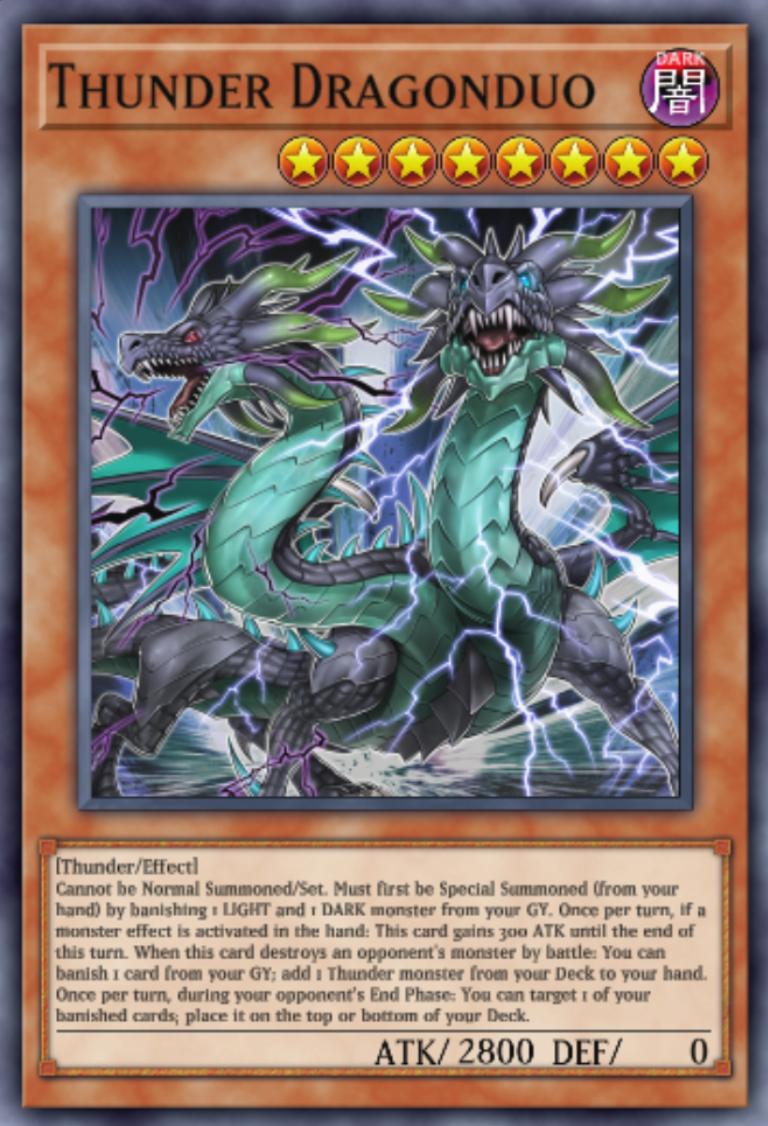 THUNDER DRAGONDUO
DARK
闇
[Thunder/Effect]
Cannot be Normal Summoned/Set. Must first be Special Summoned (from your
hand) by banishing 1 LIGHT and 1 DARK monster from your GY. Once per turn, if a
monster effect is activated in the hand: This card gains 300 ATK until the end of
this turn. When this card destroys an opponent's monster by battle: You can
banish 1 card from your GY; add 1 Thunder monster from your Deck to your hand.
Once per turn, during your opponent's End Phase: You can target 1 of your
banished cards; place it on the top or bottom of your Deck.
ATK/ 2800 DEF/ 0